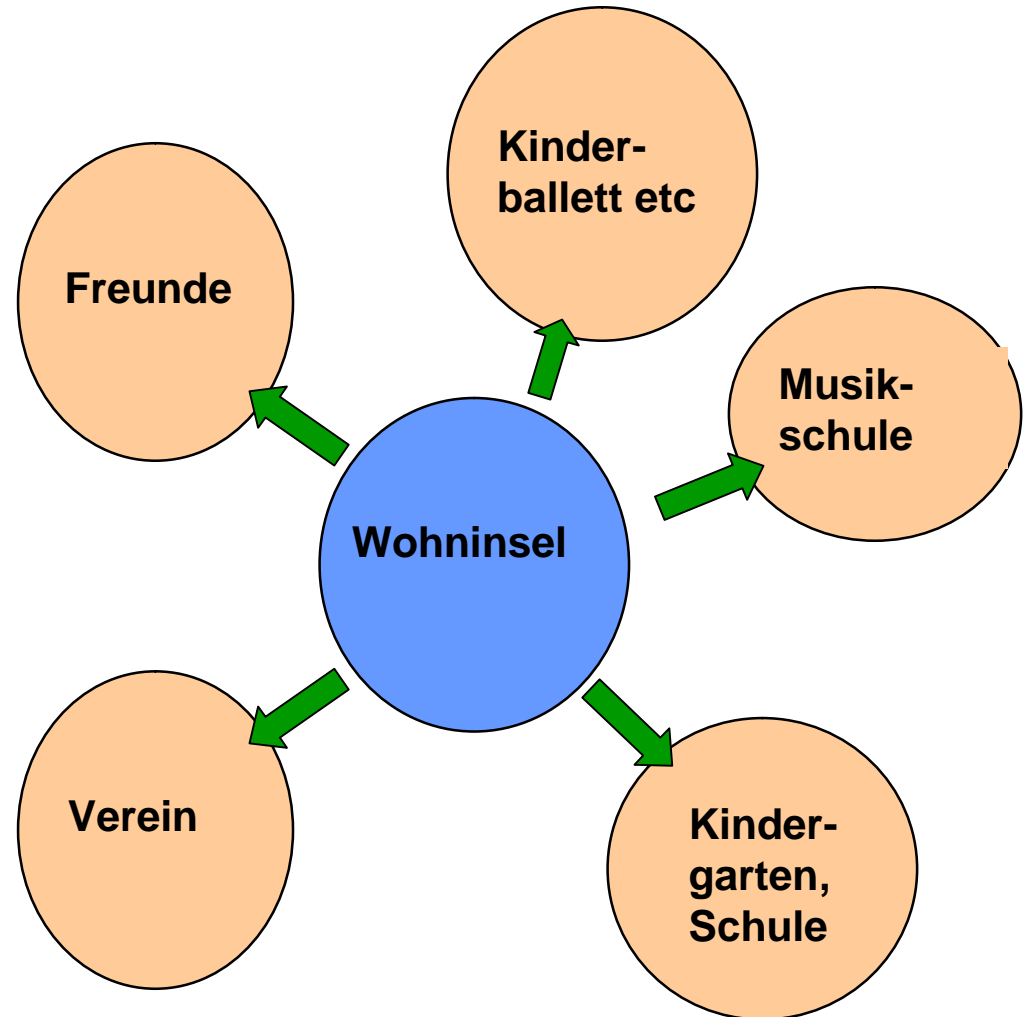 Kinder-
ballett etc
Freunde
Musik-
schule
Wohninsel
Verein
Kinder-
garten,
Schule